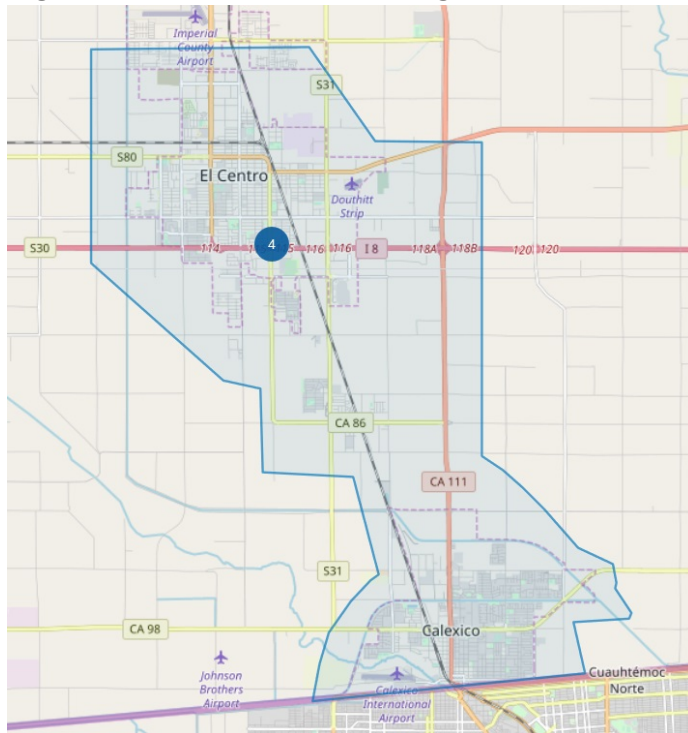 Imperial
County
Airport
S31
S80
El Centro
Douthitt
Strip
S30
114
4
116
116
I 8
118A
118B
120
120
CA 86
CA 111
S31
CA 98
Calexico
Johnson
Brothers
Airport
Calexico
International
Airport
Cuauhtémoc
Norte